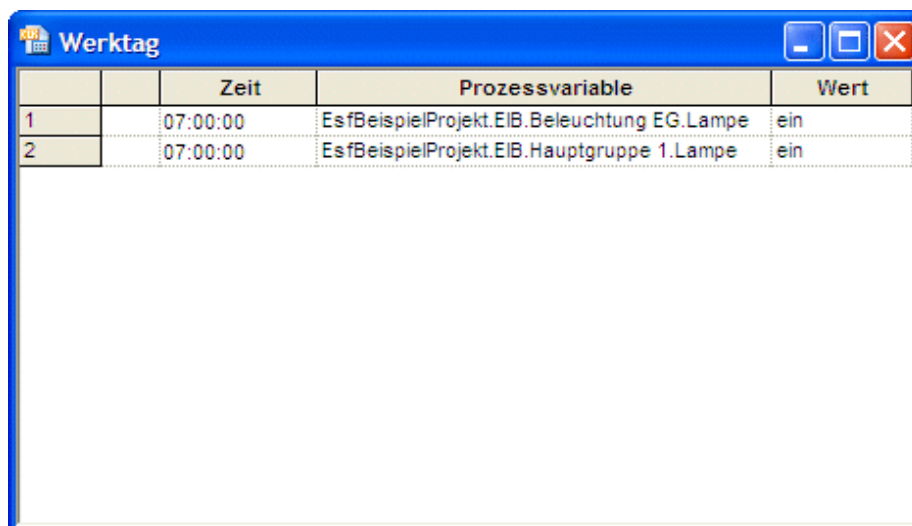 Werktag
Zeit Prozessvariable Wert
1 07:00:00 EsfBeispielProjekt.EIB.Beleuchtung EG.Lampe ein
2 07:00:00 EsfBeispielProjekt.EIB.Hauptgruppe 1.Lampe ein